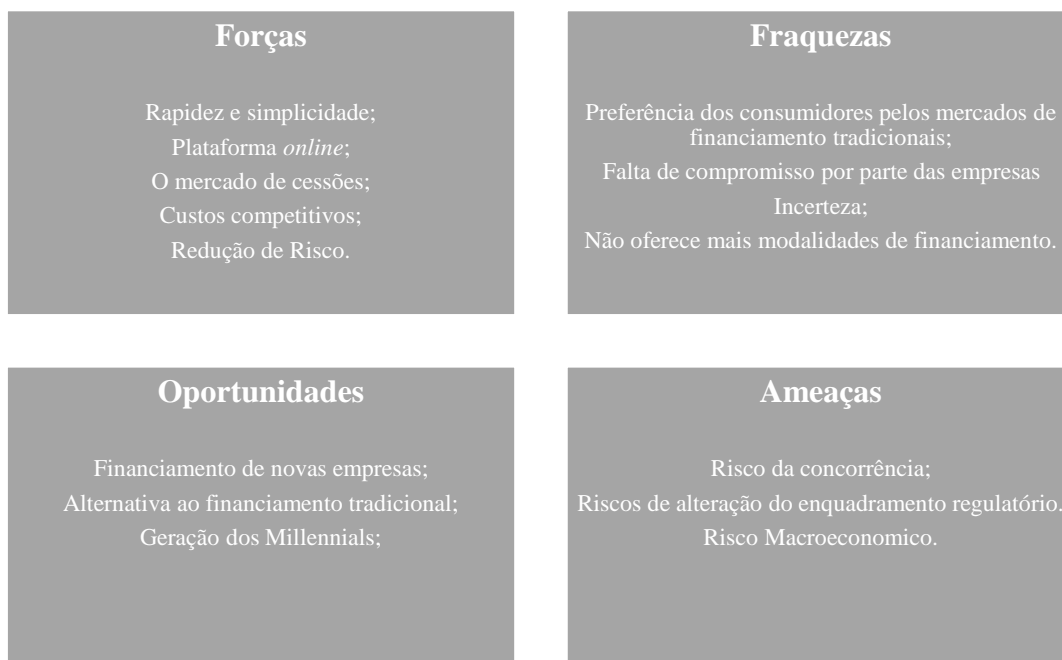 Forças
Rapidez e simplicidade;
Plataforma online;
O mercado de cessões;
Custos competitivos;
Redução de Risco.
Fraquezas
Preferência dos consumidores pelos mercados de
financiamento tradicionais;
Falta de compromisso por parte das empresas
Incerteza;
Não oferece mais modalidades de financiamento.
Oportunidades
Financiamento de novas empresas;
Alternativa ao financiamento tradicional;
Geração dos Millennials;
Ameaças
Risco da concorrência;
Riscos de alteração do enquadramento regulatório.
Risco Macroeconomico.